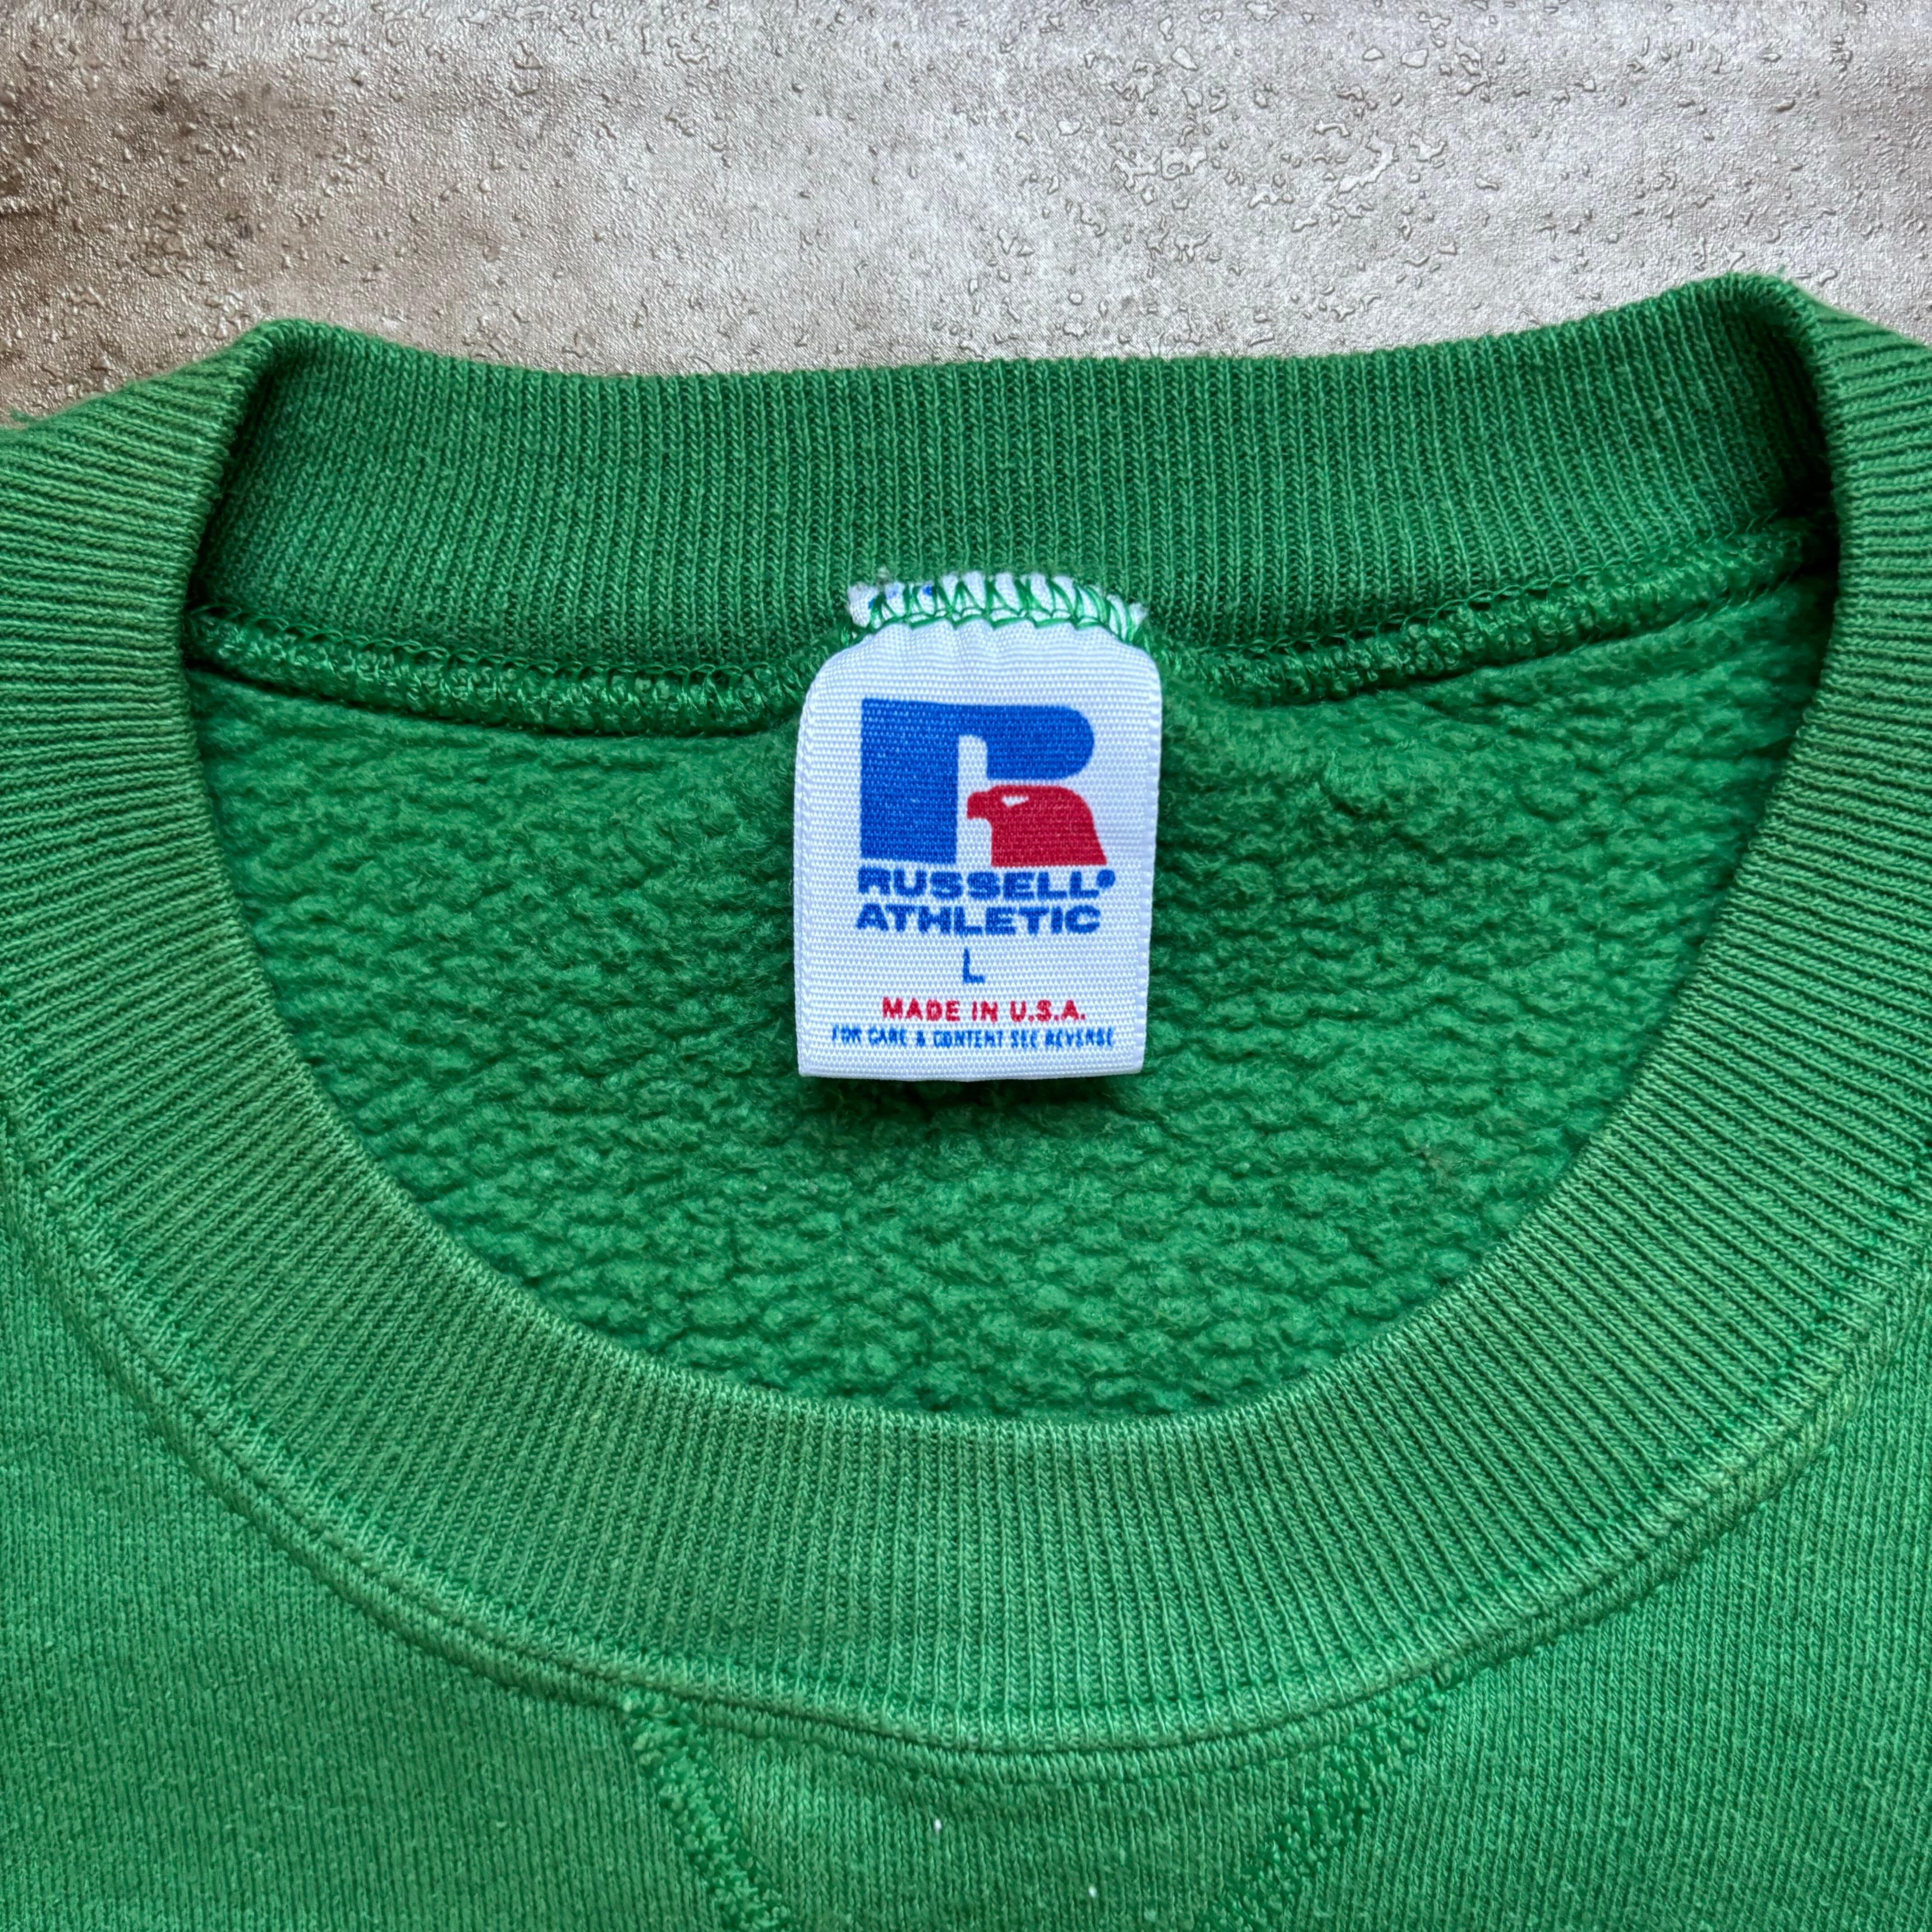 R
RUSSELL®
ATHLETIC
L
MADE IN U.S.A.
FOR CARE & CONTENT SEE REVERSE